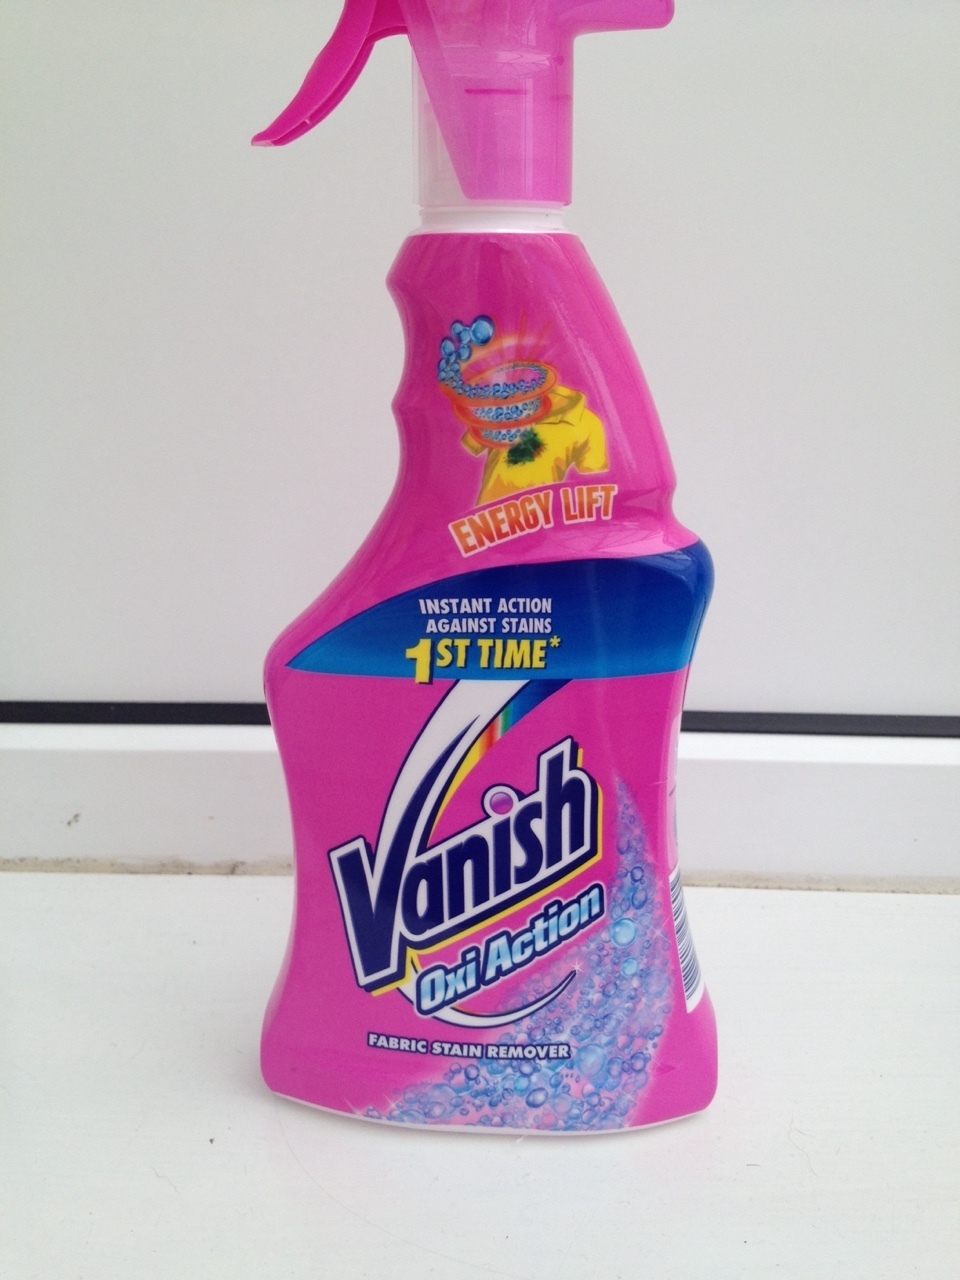 ENERGY LIFT
INSTANT ACTION
AGAINST STAINS
1ST TIME*
Vanish
Oxi Action
FABRIC STAIN REMOVER